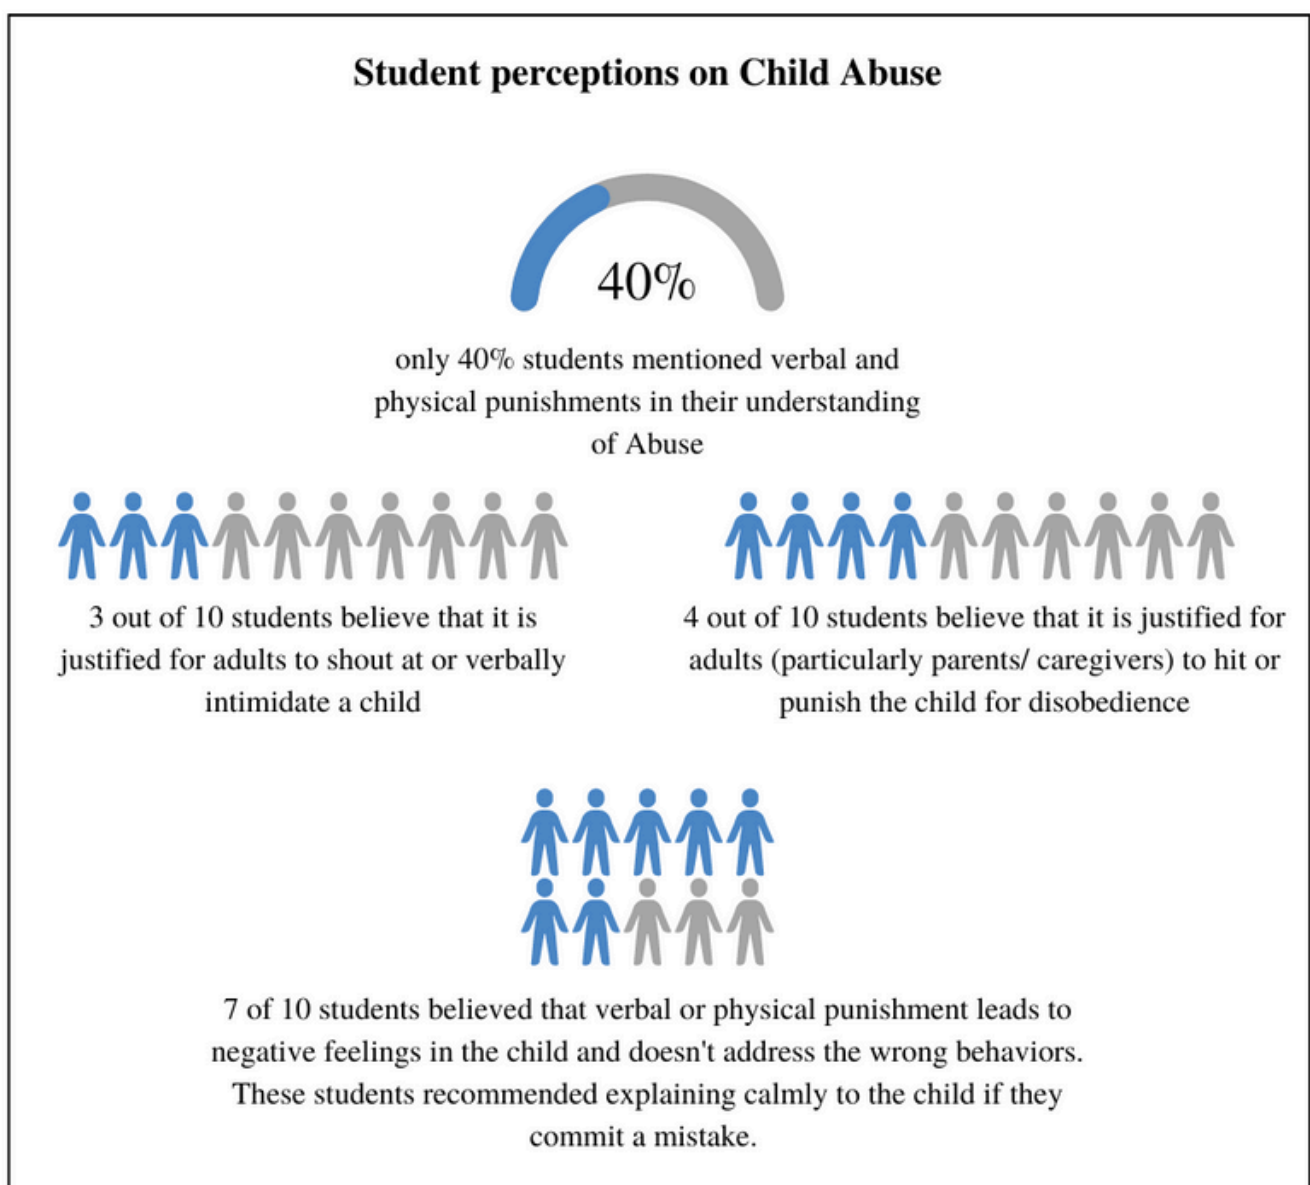 Student perceptions on Child Abuse
40%
only 40% students mentioned verbal and
physical punishments in their understanding
of Abuse
3 out of 10 students believe that it is
justified for adults to shout at or verbally
intimidate a child
4 out of 10 students believe that it is justified for
adults (particularly parents/ caregivers) to hit or
punish the child for disobedience
7 of 10 students believed that verbal or physical punishment leads to
negative feelings in the child and doesn't address the wrong behaviors.
These students recommended explaining calmly to the child if they
commit a mistake.